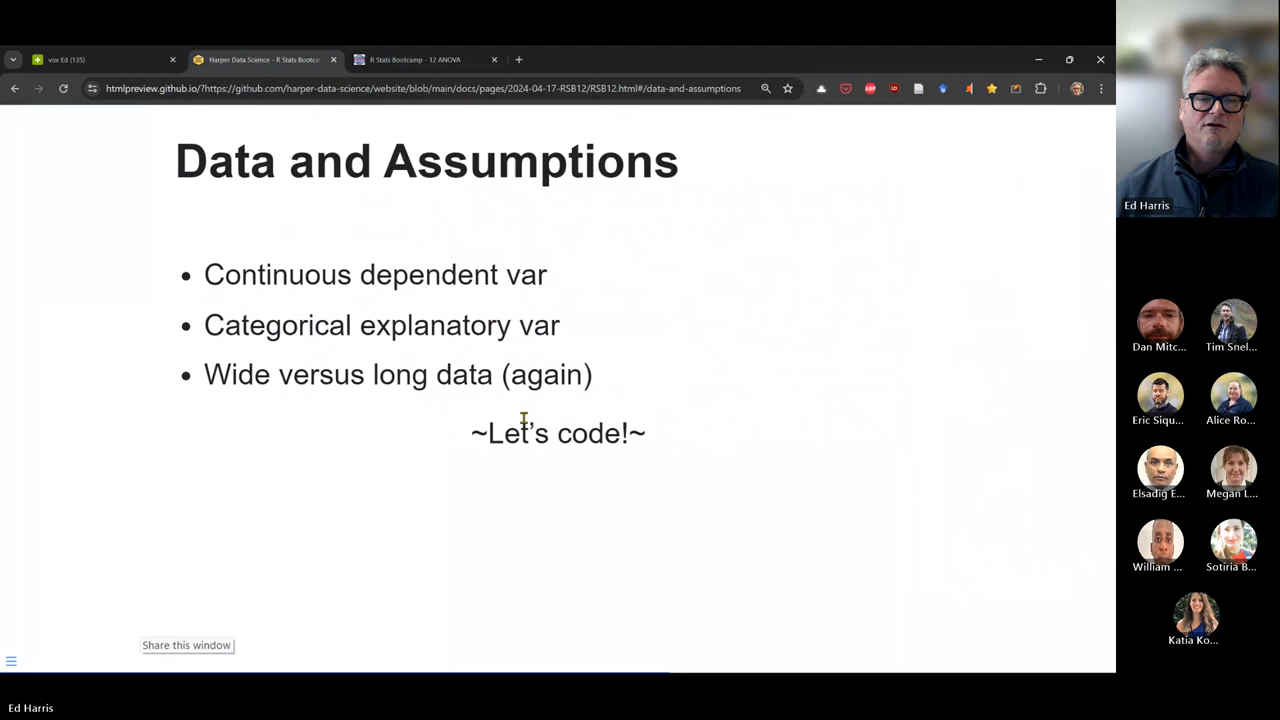 vox Ed (135)
Harper Data Science - R Stats Bootca
R Stats Bootcamp - 12 ANOVA
htmlpreview.github.io/?https://github.com/harper-data-science/website/blob/main/docs/pages/2024-04-17-RSB12/RSB12.html#/data-and-assumptions
Data and Assumptions
• Continuous dependent var
• Categorical explanatory var
• Wide versus long data (again)
~Let’s code!~
Share this window
Ed Harris
Ed Harris
Dan Mitc...
Tim Snel...
Eric Siqu...
Alice Ro...
Elsadig E...
Megan L...
William ...
Sotiria B...
Katia Ko...